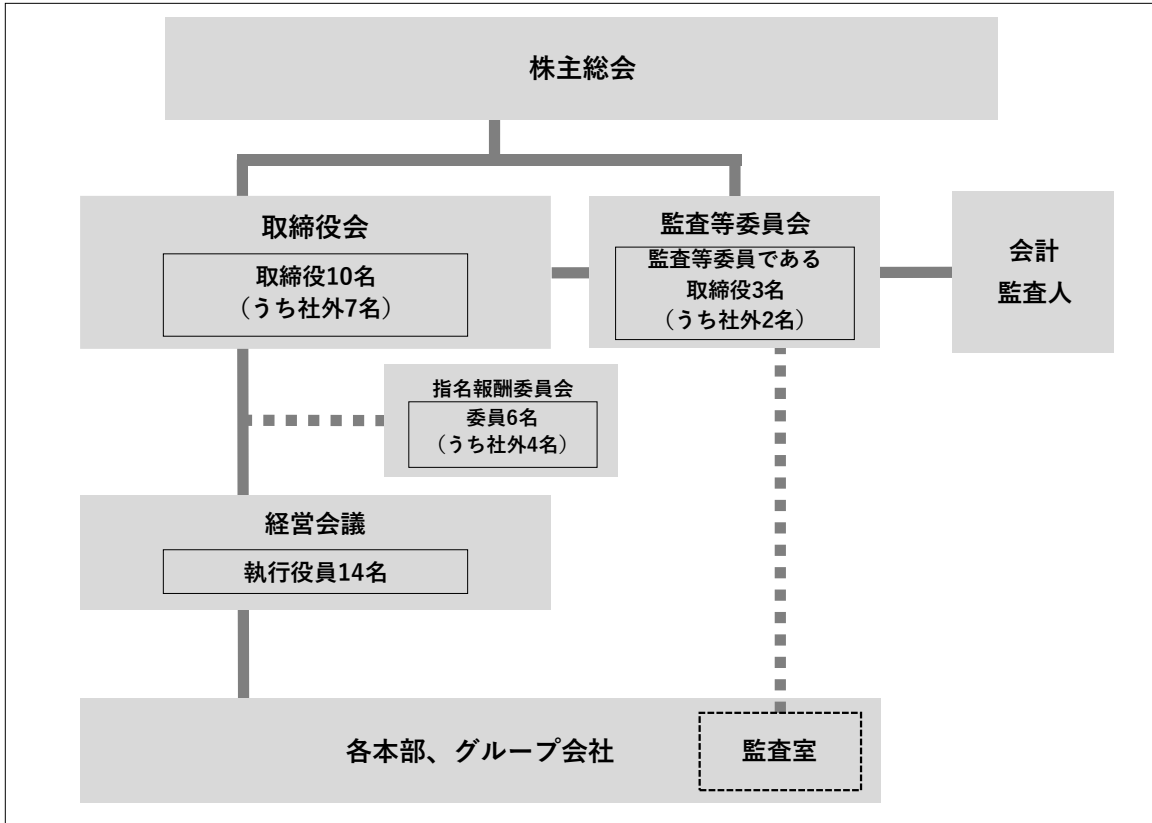 株主総会
取締役会
取締役10名
（うち社外7名）
監査等委員会
監査等委員である
取締役3名
（うち社外2名）
会計
監査人
指名報酬委員会
委員6名
（うち社外4名）
経営会議
執行役員14名
各本部、グループ会社
監査室